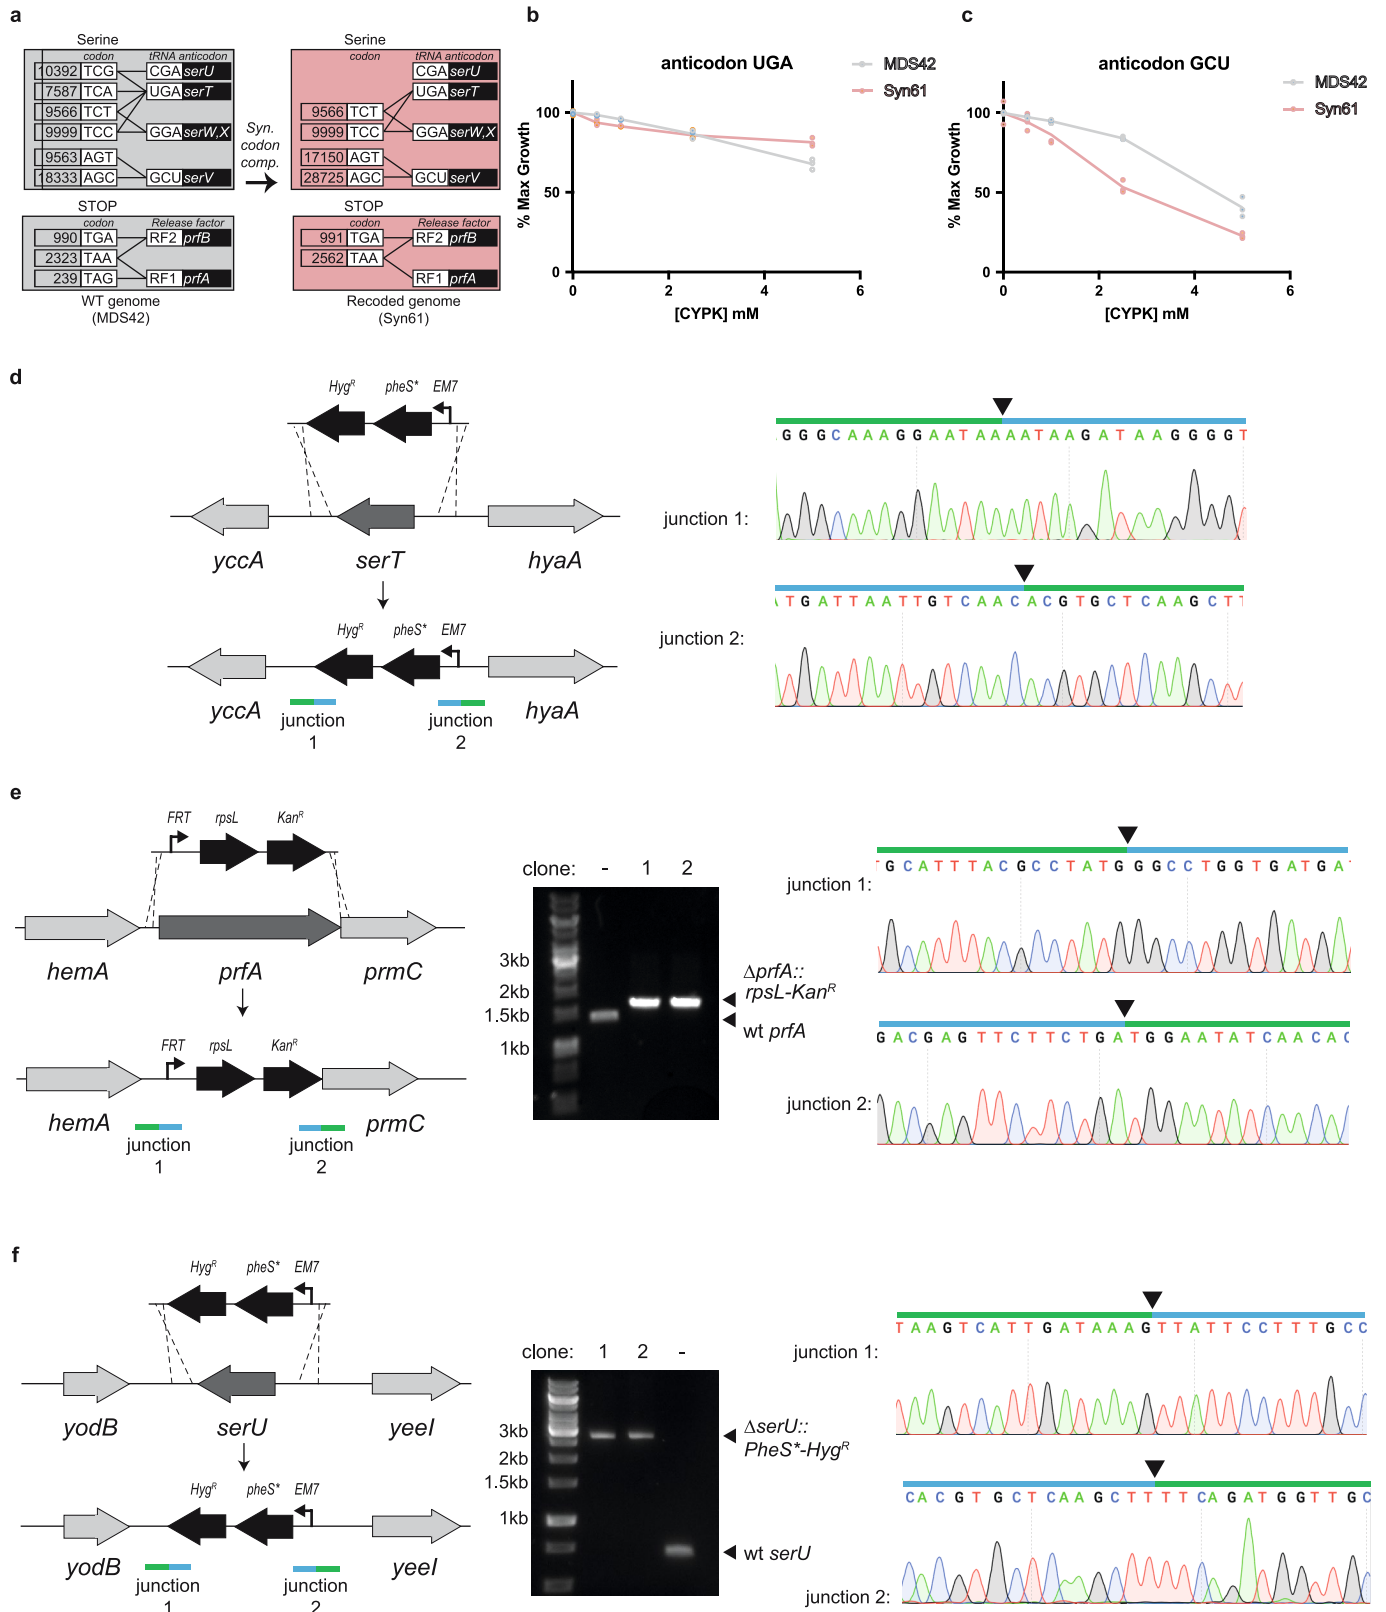 a
Serine
codon tRNA anticodon
10392 TCG CGA serU
7587 TCA UGA serT
9566 TCT
9999 TCC GGA serW,X
9563 AGT
18333 AGC GCU serV
STOP
codon Release factor
990 TGA RF2 prfB
2323 TAA
239 TAG RF1 prfA
WT genome
(MDS42)
Syn.
codon
comp.
Serine
codon tRNA anticodon
CGA serU
UGA serT
9566 TCT
9999 TCC GGA serW,X
17150 AGT
28725 AGC GCU serV
STOP
codon Release factor
991 TGA RF2 prfB
2562 TAA
RF1 prfA
Recoded genome
(Syn61)
b
anticodon UGA
MDS42
Syn61
% Max Growth
100
50
0
0 2 4 6
[CYPK] mM
c
anticodon GCU
MDS42
Syn61
% Max Growth
100
50
0
0 2 4 6
[CYPK] mM
d
HygR pheS* EM7
yccA serT hyaA
HygR pheS* EM7
yccA hyaA
junction
1
junction
2
GGGCAAAGGAATAAAATAAGATAAGGGGT
junction 1:
ATGATTAATTGTCAACACGTGCTCAAGCTT
junction 2:
e
FRT rpsL KanR
hemA prfA prmC
FRT rpsL KanR
hemA prmC
junction
1
junction
2
clone: - 1 2
3kb
2kb
1.5kb
1kb
ΔprfA::
rpsL-KanR
wt prfA
TGCATTTACGCCTATGGGCCTGGTGATGAT
junction 1:
GACGAGTTCTTCTGATGGAATATCAACAC
junction 2:
f
HygR pheS* EM7
yodB serU yeeI
HygR pheS* EM7
yodB yeeI
junction
1
junction
2
clone: 1 2 -
3kb
2kb
1.5kb
1kb
ΔserU::
PheS*-HygR
wt serU
TAAGTCATTGATAAAGTTATTCCTTTGCC
junction 1:
CACGTGCTCAAGCTTTTCAGATGGTTGC
junction 2: